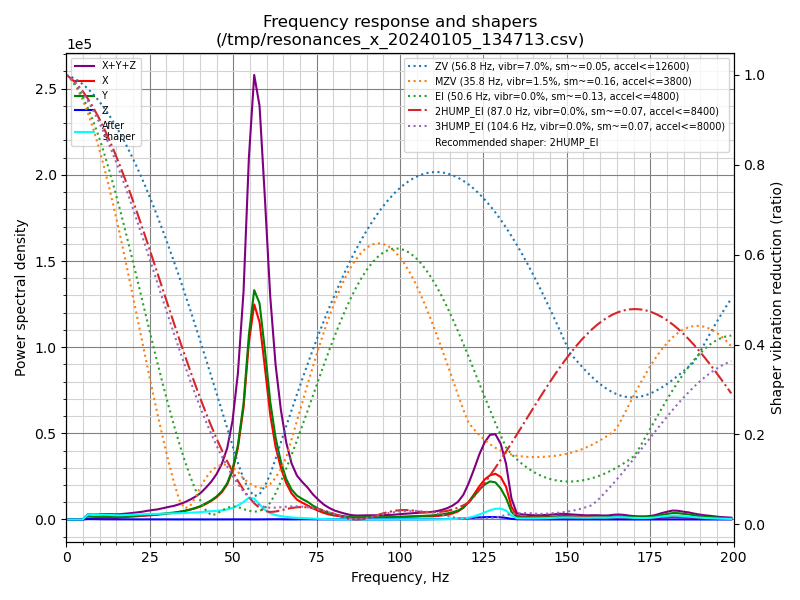 Frequency response and shapers
(/tmp/resonances_x_20240105_134713.csv)
1e5
X+Y+Z
X
Y
Z
After
shaper
ZV (56.8 Hz, vibr=7.0%, sm~=0.05, accel<=12600)
MZV (35.8 Hz, vibr=1.5%, sm~=0.16, accel<=3800)
EI (50.6 Hz, vibr=0.0%, sm~=0.13, accel<=4800)
2HUMP_EI (87.0 Hz, vibr=0.0%, sm~=0.07, accel<=8400)
3HUMP_EI (104.6 Hz, vibr=0.0%, sm~=0.07, accel<=8000)
Recommended shaper: 2HUMP_EI
2.5
2.0
1.5
1.0
0.5
0.0
Power spectral density
1.0
0.8
0.6
0.4
0.2
0.0
Shaper vibration reduction (ratio)
0 25 50 75 100 125 150 175 200
Frequency, Hz